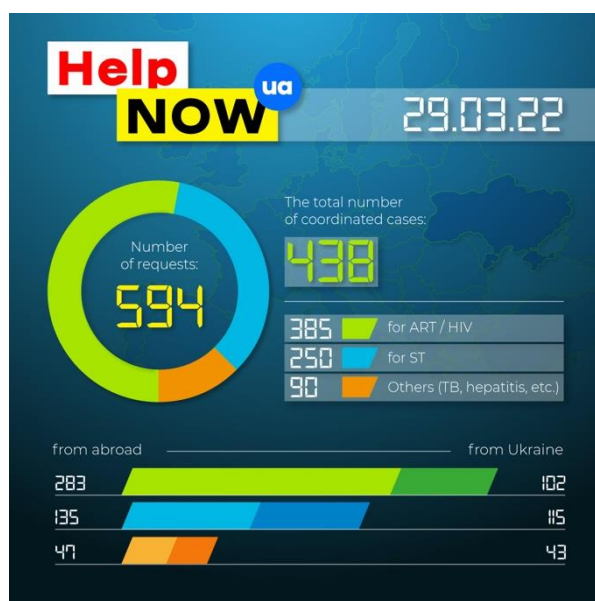 Help
NOW
ua
29.03.22
Number
of requests:
594
The total number
of coordinated cases:
438
385 for ART / HIV
250 for ST
90 Others (TB, hepatitis, etc.)
from abroad from Ukraine
283 102
135 115
47 43